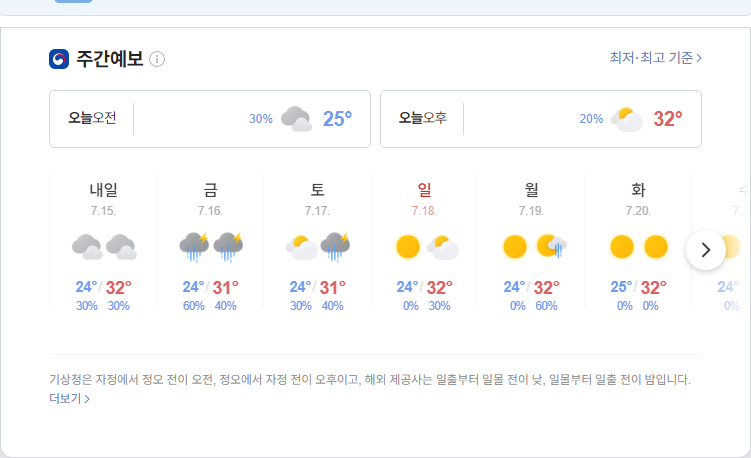 주간예보
최저·최고 기준
오늘오전 30% 25°
오늘오후 20% 32°
내일 금 토 일 월 화 수
7.15. 7.16. 7.17. 7.18. 7.19. 7.20.
24°/32° 24°/31° 24°/31° 24°/32° 24°/32° 25°/32° 24°
30% 30% 60% 40% 30% 40% 0% 30% 0% 60% 0% 0% 0%
기상청은 자정에서 정오 전이 오전, 정오에서 자정 전이 오후이고, 해외 제공사는 일출부터 일몰 전이 낮, 일몰부터 일출 전이 밤입니다.
더보기